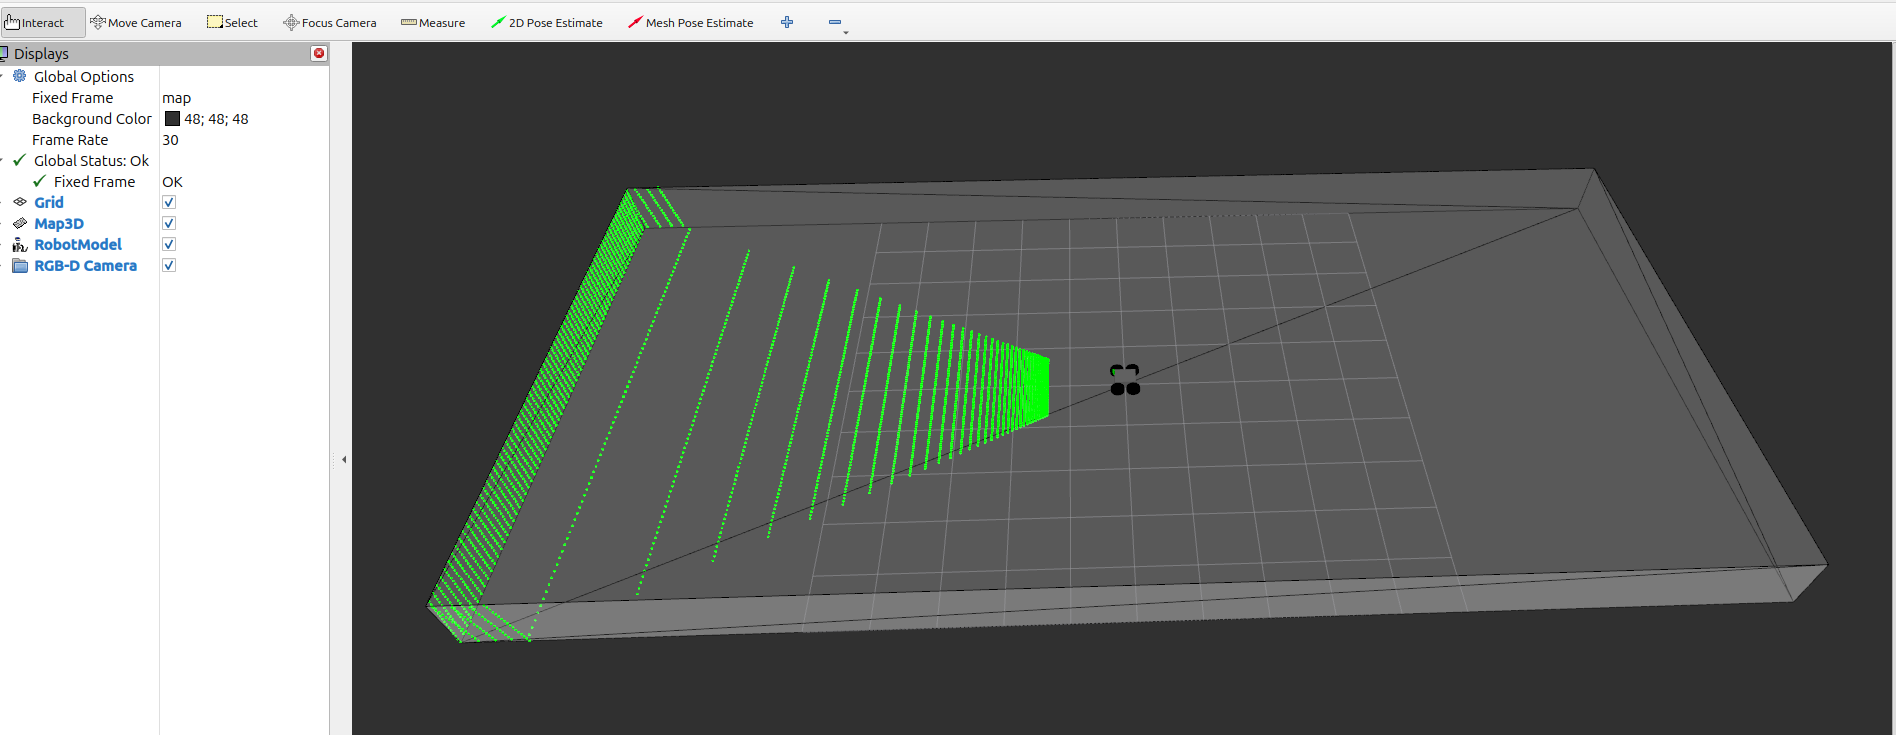 Interact Move Camera Select Focus Camera Measure 2D Pose Estimate Mesh Pose Estimate
Displays
Global Options
Fixed Frame map
Background Color 48; 48; 48
Frame Rate 30
Global Status: Ok
Fixed Frame OK
Grid
Map3D
RobotModel
RGB-D Camera